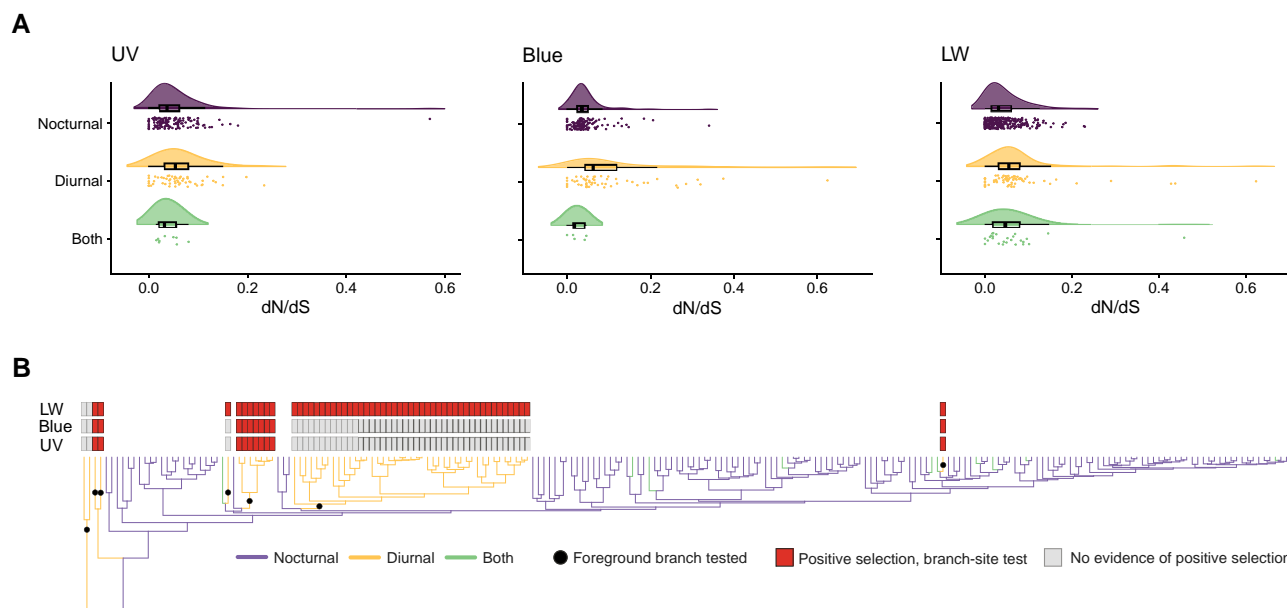 A
UV
Blue
LW
Nocturnal
Diurnal
Both
0.0 0.2 0.4 0.6
0.0 0.2 0.4 0.6
0.0 0.2 0.4 0.6
dN/dS
dN/dS
dN/dS
B
LW
Blue
UV
Nocturnal Diurnal Both Foreground branch tested Positive selection, branch-site test No evidence of positive selection